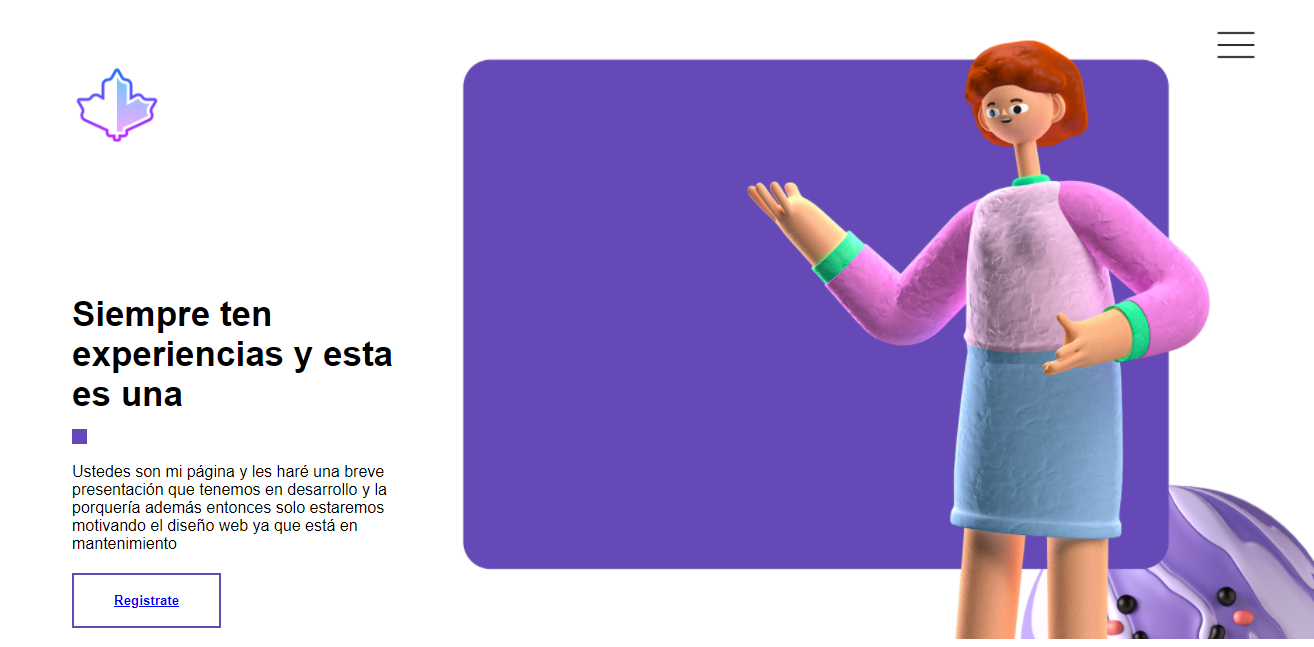 Siempre ten
experiencias y esta
es una
Ustedes son mi página y les haré una breve
presentación que tenemos en desarrollo y la
porquería además entonces solo estaremos
motivando el diseño web ya que está en
mantenimiento
Registrate